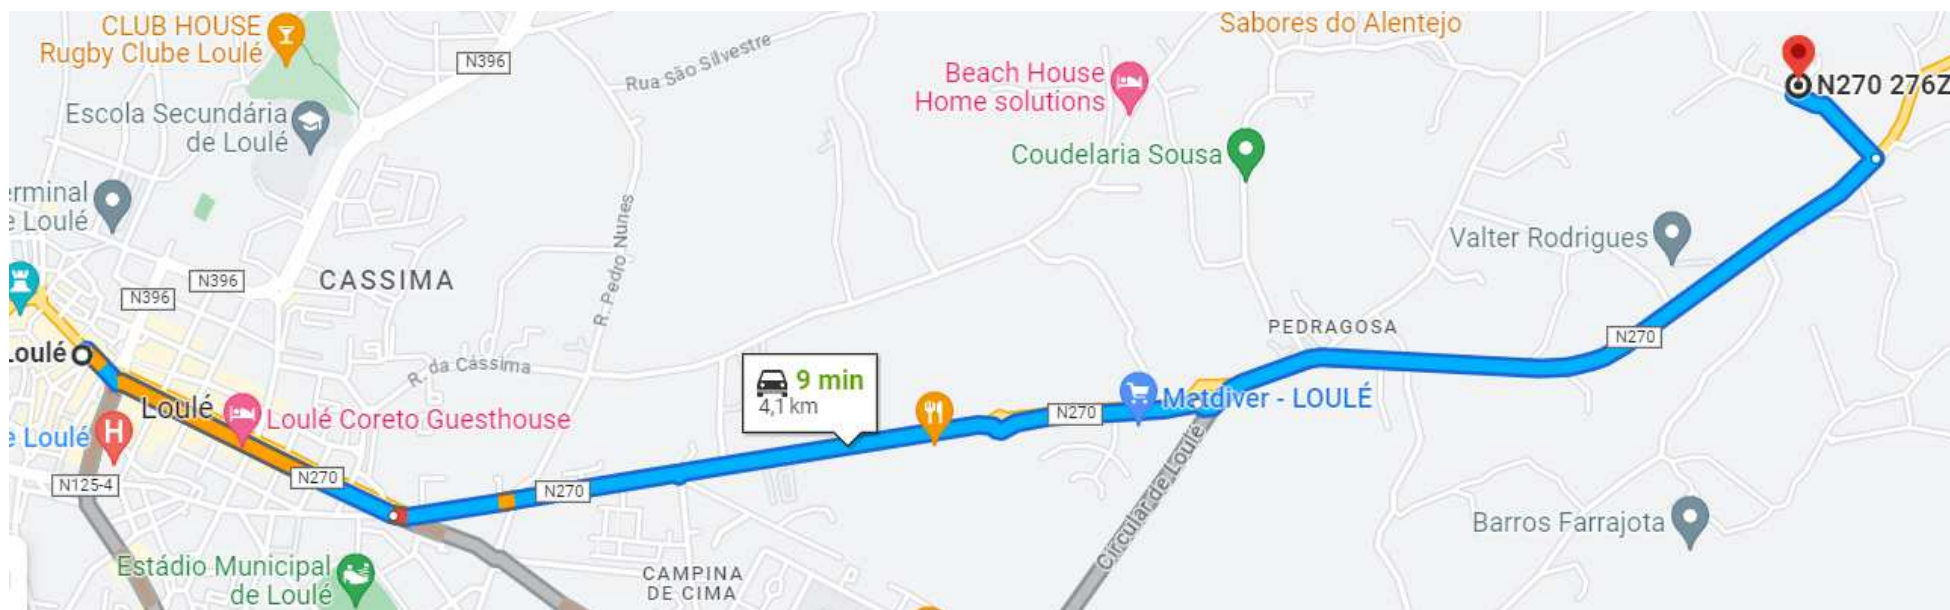 CLUB HOUSE
Rugby Clube Loulé
N396
Rua São Silvestre
Sabores do Alentejo
Beach House
Home solutions
N270 276Z
Escola Secundária
de Loulé
Coudelaria Sousa
erminal
e Loulé
R. Pedro Nunes
Valter Rodrigues
N396
N396
CASSIMA
PEDRAGOSA
N270
Loulé
R. da Cássima
9 min
4,1 km
Loulé
Loulé Coreto Guesthouse
N270
Matdiver - LOULÉ
e Loulé
H
N270
N125-4
N270
Circular de Loulé
Barros Farrajota
Estádio Municipal
de Loulé
CAMPINA
DE CIMA